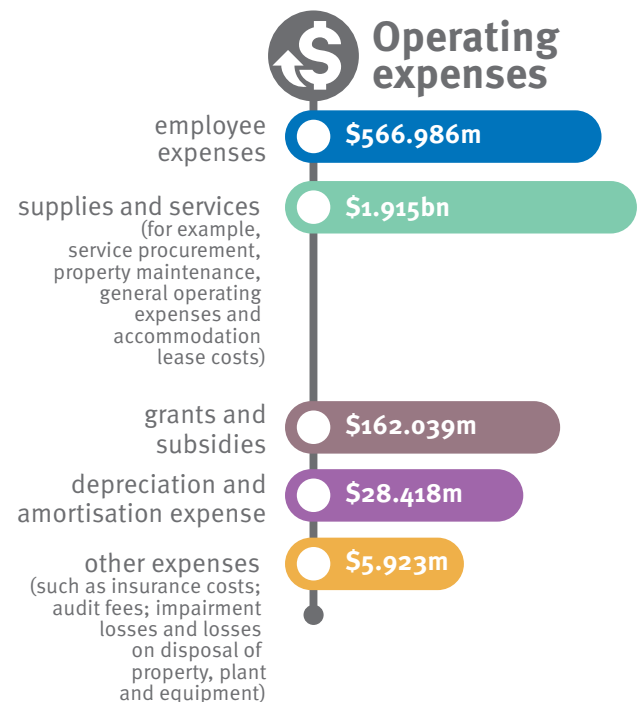 Operating
expenses
employee
expenses
$566.986m
supplies and services
(for example,
service procurement,
property maintenance,
general operating
expenses and
accommodation
lease costs)
$1.915bn
grants and
subsidies
$162.039m
depreciation and
amortisation expense
$28.418m
other expenses
(such as insurance costs;
audit fees; impairment
losses and losses
on disposal of
property, plant
and equipment)
$5.923m